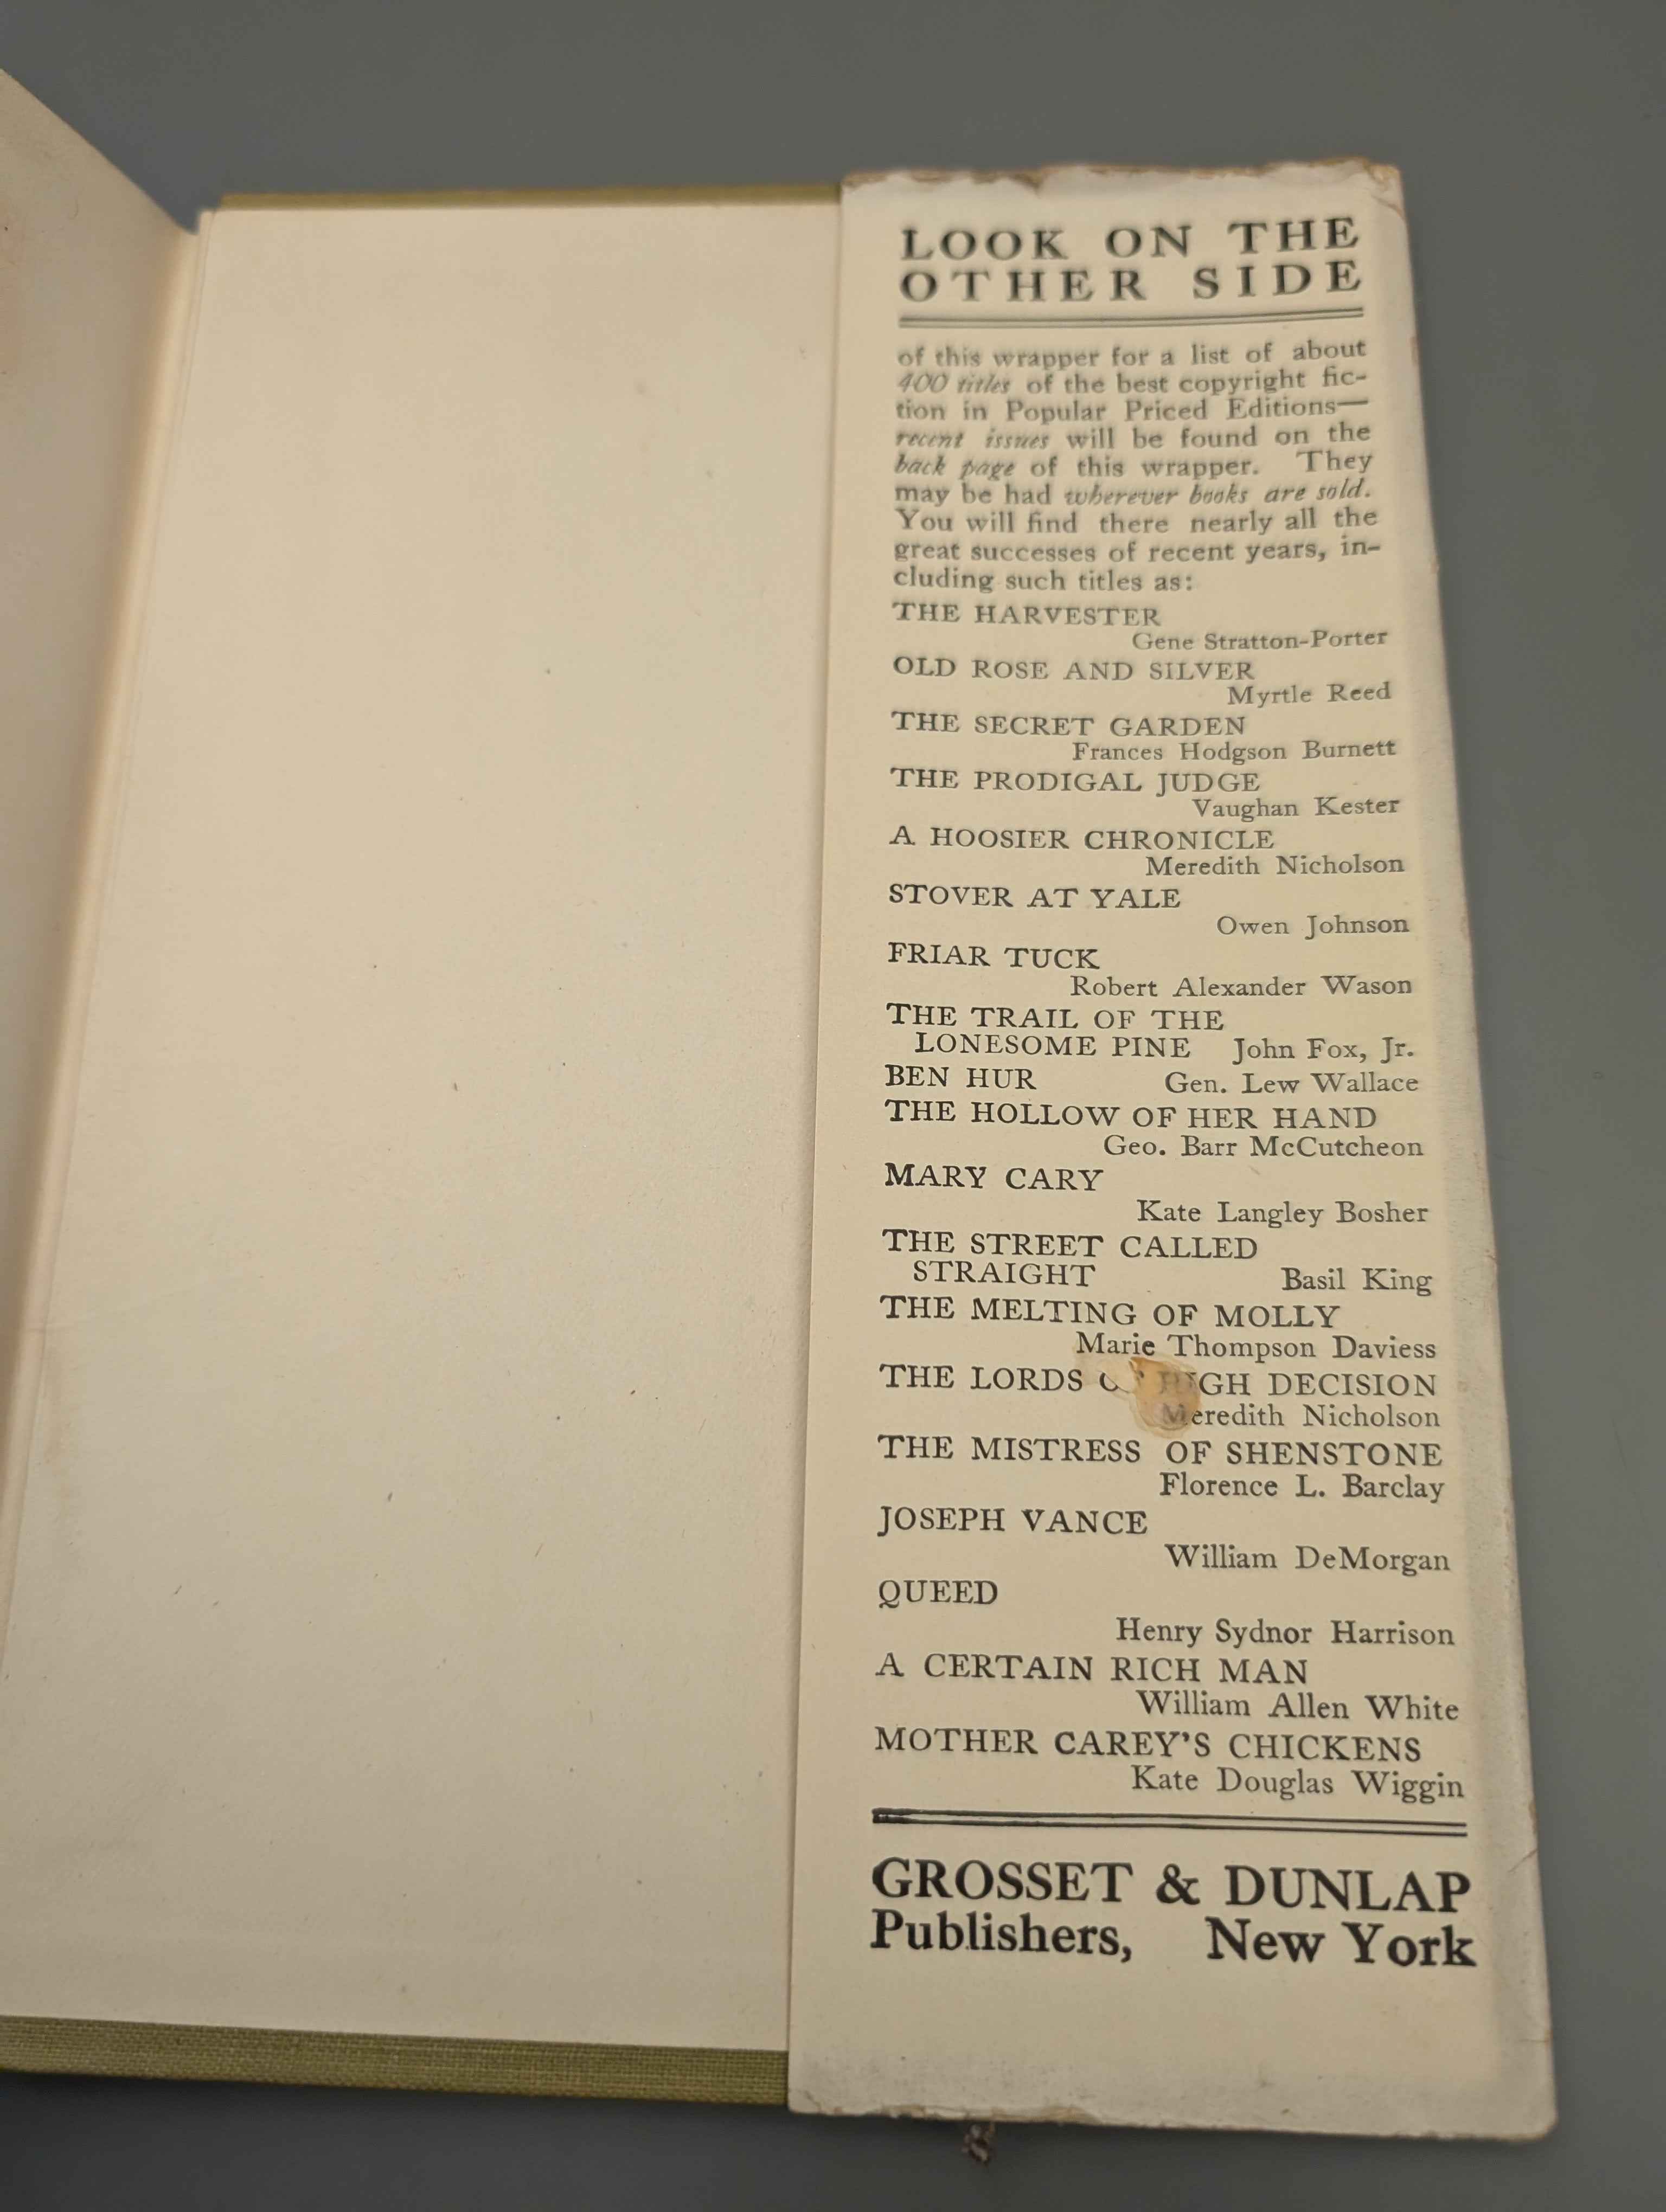 LOOK ON THE
OTHER SIDE
of this wrapper for a list of about
400 titles of the best copyright fic-
tion in Popular Priced Editions—
recent issues will be found on the
back page of this wrapper. They
may be had wherever books are sold.
You will find there nearly all the
great successes of recent years, in-
cluding such titles as:
THE HARVESTER
Gene Stratton-Porter
OLD ROSE AND SILVER
Myrtle Reed
THE SECRET GARDEN
Frances Hodgson Burnett
THE PRODIGAL JUDGE
Vaughan Kester
A HOOSIER CHRONICLE
Meredith Nicholson
STOVER AT YALE
Owen Johnson
FRIAR TUCK
Robert Alexander Wason
THE TRAIL OF THE
LONESOME PINE John Fox, Jr.
BEN HUR Gen. Lew Wallace
THE HOLLOW OF HER HAND
Geo. Barr McCutcheon
MARY CARY
Kate Langley Bosher
THE STREET CALLED
STRAIGHT Basil King
THE MELTING OF MOLLY
Marie Thompson Daviess
THE LORDS OF HIGH DECISION
Meredith Nicholson
THE MISTRESS OF SHENSTONE
Florence L. Barclay
JOSEPH VANCE
William DeMorgan
QUEED
Henry Sydnor Harrison
A CERTAIN RICH MAN
William Allen White
MOTHER CAREY'S CHICKENS
Kate Douglas Wiggin
GROSSET & DUNLAP
Publishers, New York